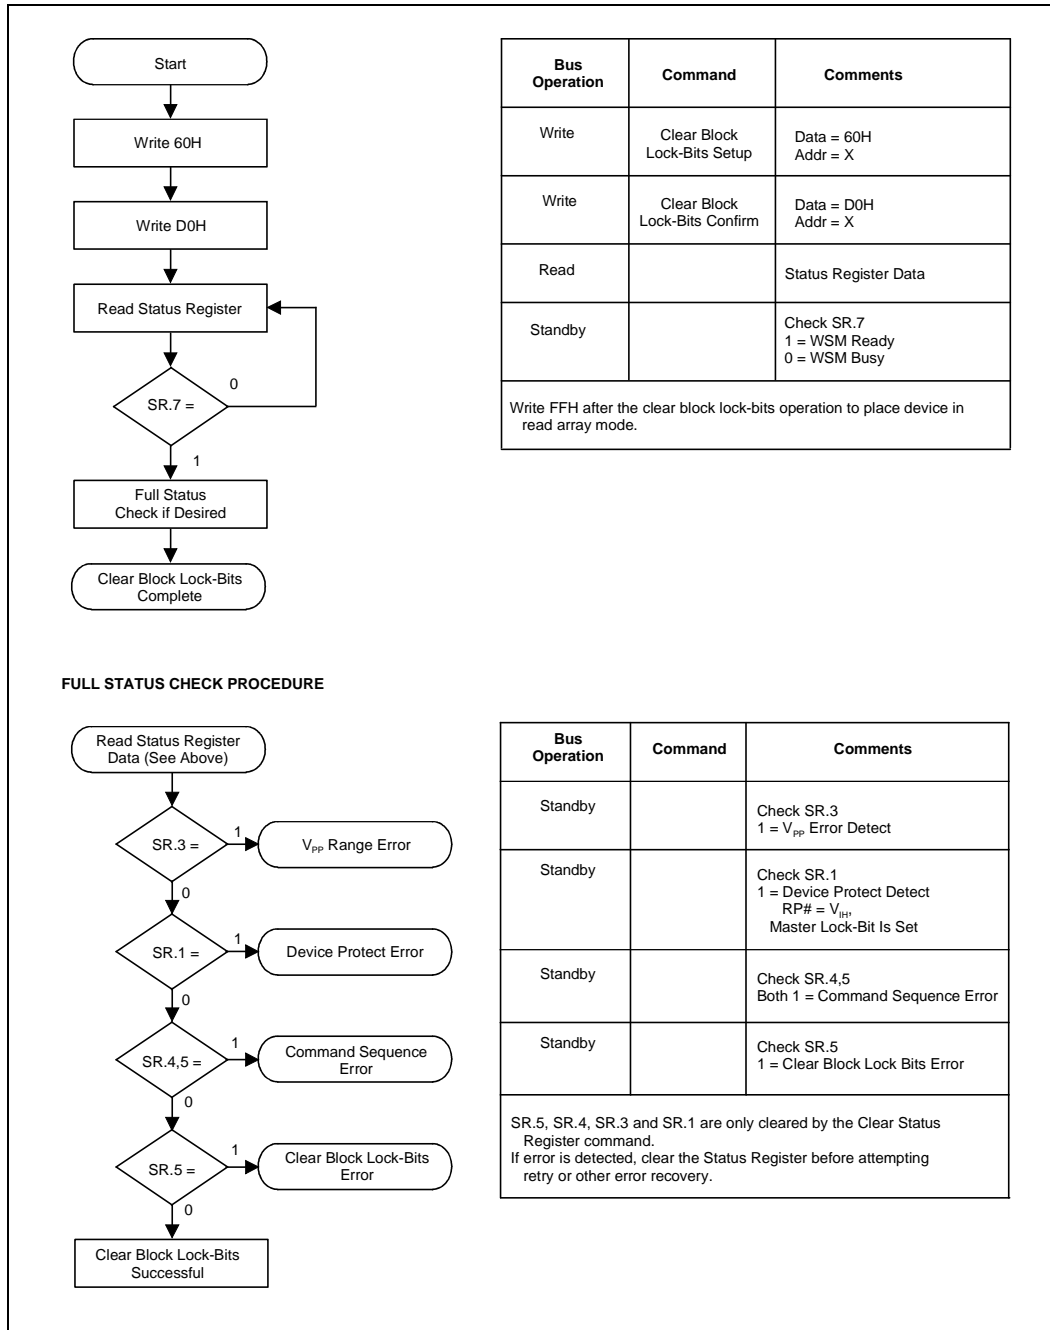 Start
Write 60H
Write D0H
Read Status Register
0
SR.7 =
1
Full Status
Check if Desired
Clear Block Lock-Bits
Complete
Bus
Operation
Command
Comments
Write
Clear Block
Lock-Bits Setup
Data = 60H
Addr = X
Write
Clear Block
Lock-Bits Confirm
Data = D0H
Addr = X
Read
Status Register Data
Standby
Check SR.7
1 = WSM Ready
0 = WSM Busy
Write FFH after the clear block lock-bits operation to place device in
read array mode.
FULL STATUS CHECK PROCEDURE
Read Status Register
Data (See Above)
SR.3 =
1
VPP Range Error
0
SR.1 =
1
Device Protect Error
0
SR.4,5 =
1
Command Sequence
Error
0
SR.5 =
1
Clear Block Lock-Bits
Error
0
Clear Block Lock-Bits
Successful
Bus
Operation
Command
Comments
Standby
Check SR.3
1 = VPP Error Detect
Standby
Check SR.1
1 = Device Protect Detect
RP# = VIH,
Master Lock-Bit Is Set
Standby
Check SR.4,5
Both 1 = Command Sequence Error
Standby
Check SR.5
1 = Clear Block Lock Bits Error
SR.5, SR.4, SR.3 and SR.1 are only cleared by the Clear Status
Register command.
If error is detected, clear the Status Register before attempting
retry or other error recovery.